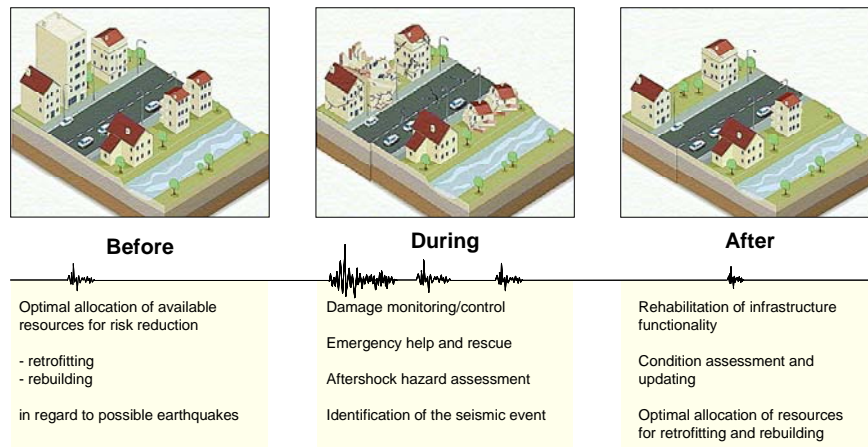 Before
During
After
Optimal allocation of available
resources for risk reduction
- retrofitting
- rebuilding
in regard to possible earthquakes
Damage monitoring/control
Emergency help and rescue
Aftershock hazard assessment
Identification of the seismic event
Rehabilitation of infrastructure
functionality
Condition assessment and
updating
Optimal allocation of resources
for retrofitting and rebuilding